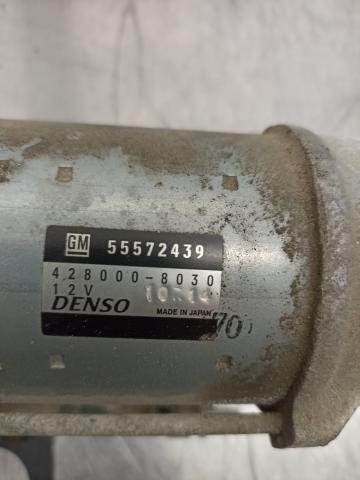 GM 55572439
428000-8030
12V
DENSO MADE IN JAPAN